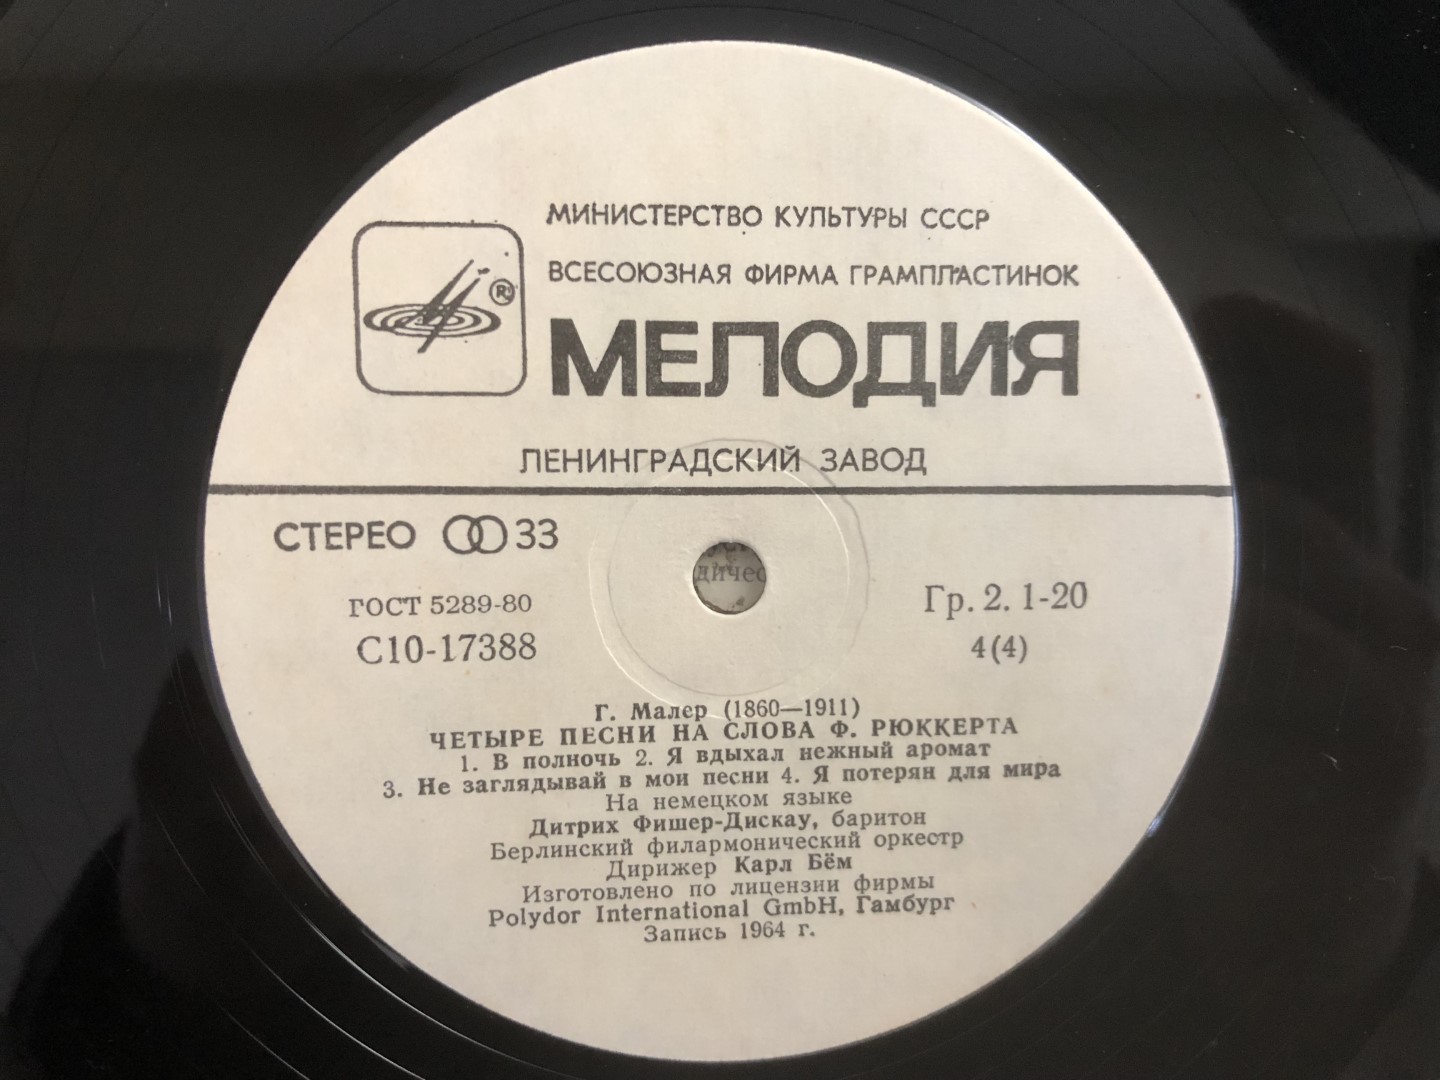 МИНИСТЕРСТВО КУЛЬТУРЫ СССР
ВСЕСОЮЗНАЯ ФИРМА ГРАМПЛАСТИНОК
®
МЕЛОДИЯ
ЛЕНИНГРАДСКИЙ ЗАВОД
СТЕРЕО 33
ГОСТ 5289-80
С10-17388
Гр. 2. 1-20
4(4)
Г. Малер (1860—1911)
ЧЕТЫРЕ ПЕСНИ НА СЛОВА Ф. РЮККЕРТА
1. В полночь 2. Я вдыхал нежный аромат
3. Не заглядывай в мои песни 4. Я потерян для мира
На немецком языке
Дитрих Фишер-Дискау, баритон
Берлинский филармонический оркестр
Дирижер Карл Бём
Изготовлено по лицензии фирмы
Polydor International GmbH, Гамбург
Запись 1964 г.